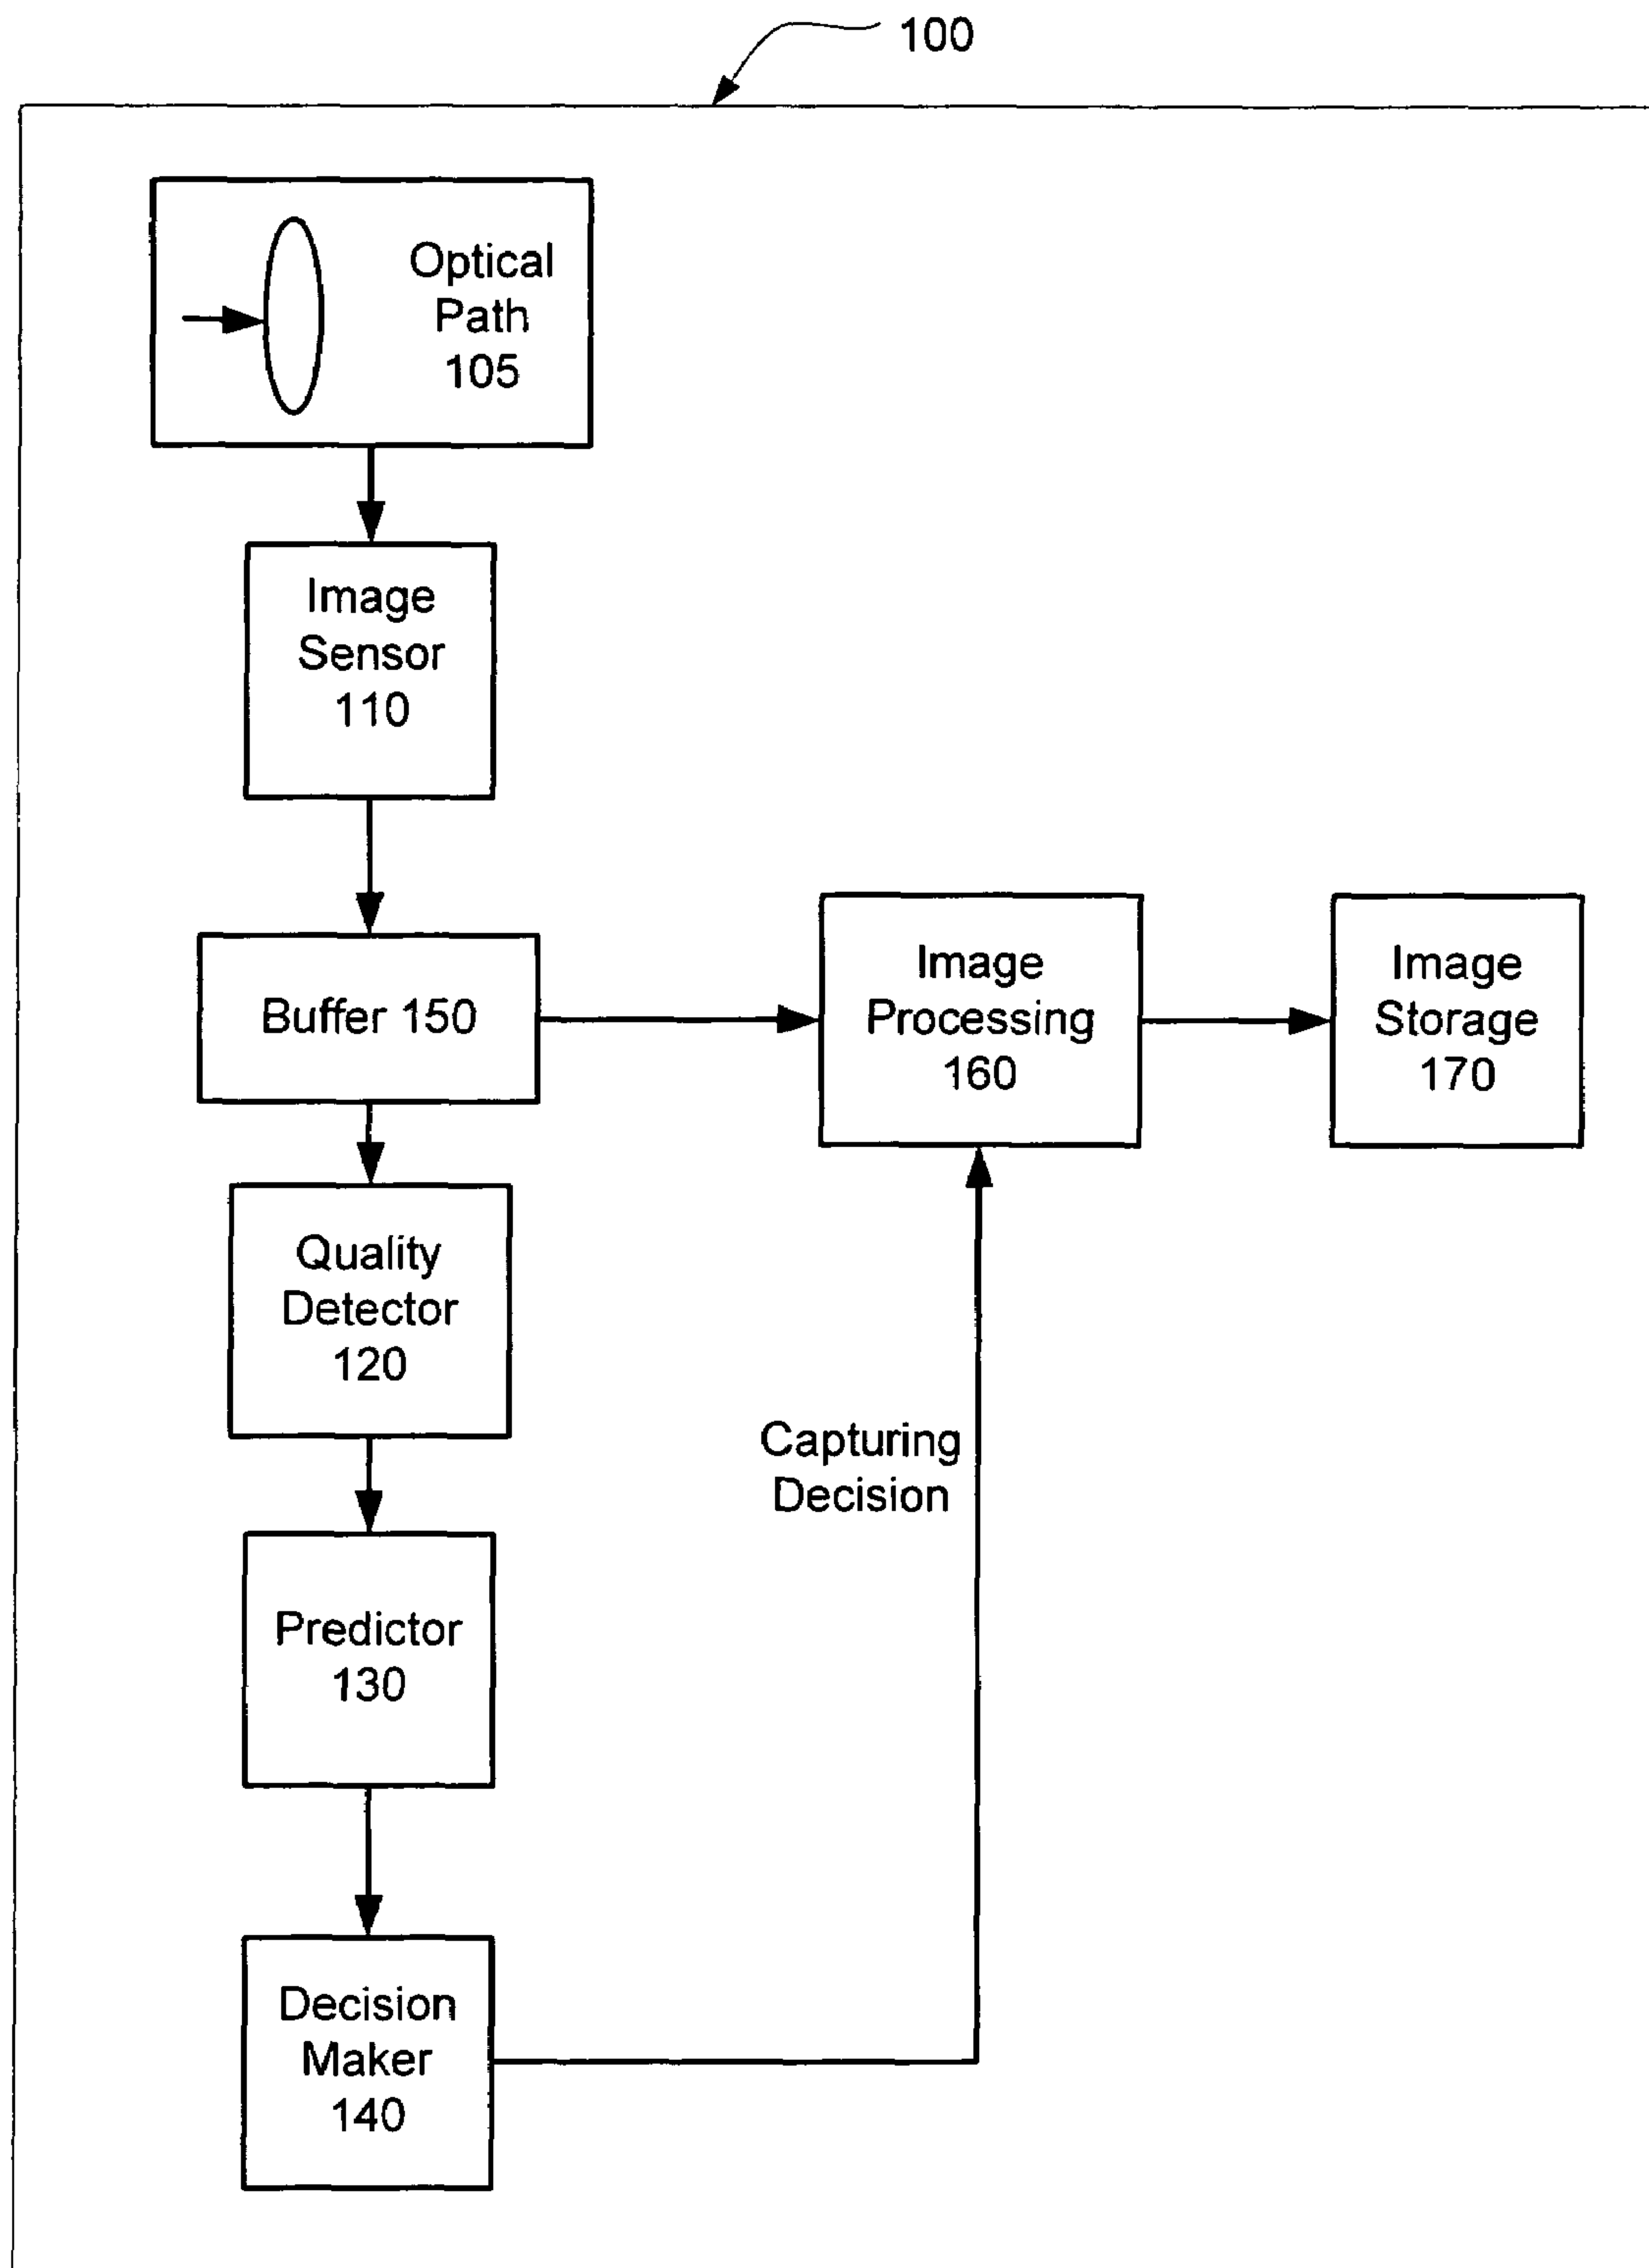 100
Optical
Path
105
Image
Sensor
110
Buffer 150
Image
Processing
160
Image
Storage
170
Quality
Detector
120
Capturing
Decision
Predictor
130
Decision
Maker
140